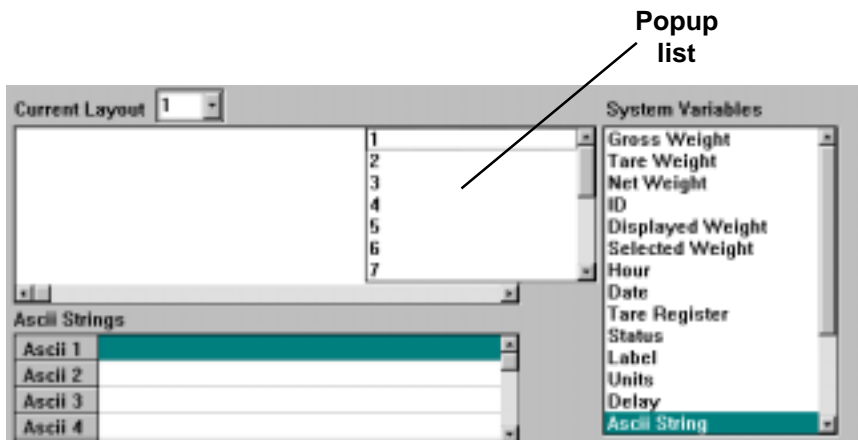 Popup
list
Current Layout 1
System Variables
1
2
3
4
5
6
7
Gross Weight
Tare Weight
Net Weight
ID
Displayed Weight
Selected Weight
Hour
Date
Tare Register
Status
Label
Units
Delay
Ascii String
Ascii Strings
Ascii 1
Ascii 2
Ascii 3
Ascii 4